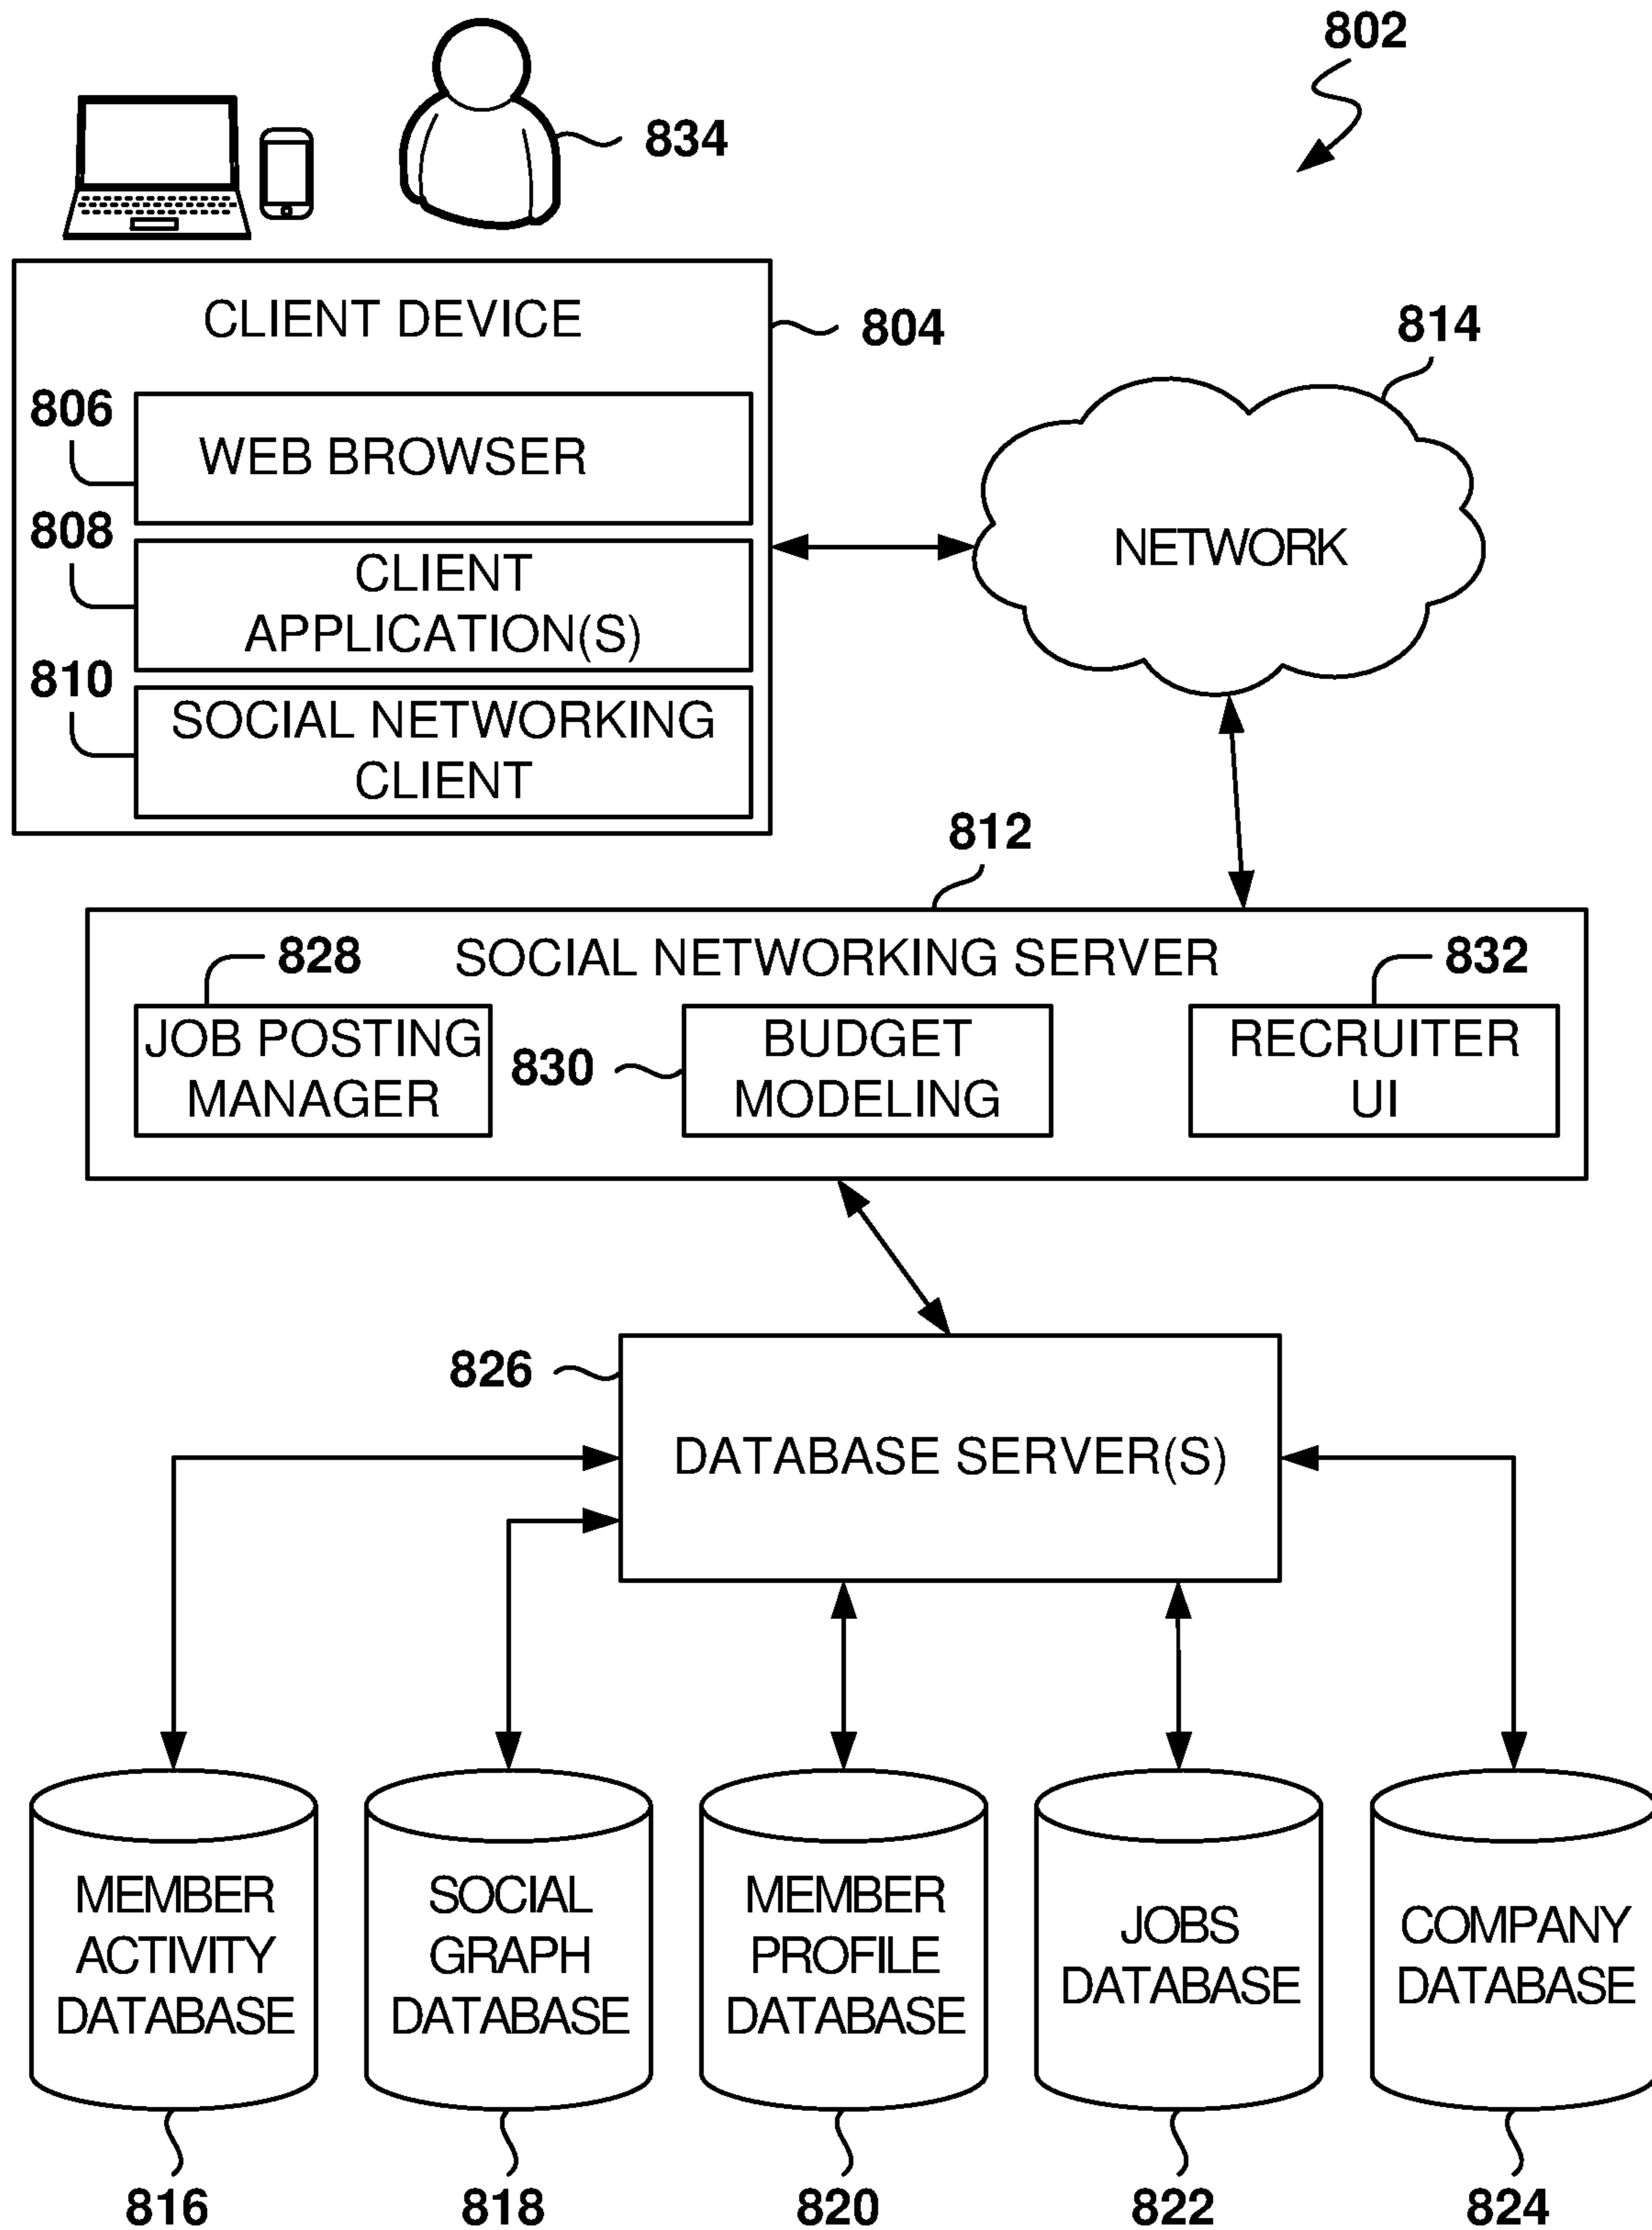 802
834
CLIENT DEVICE
804
814
806
WEB BROWSER
808
CLIENT
APPLICATION(S)
NETWORK
810
SOCIAL NETWORKING
CLIENT
812
828
SOCIAL NETWORKING SERVER
832
JOB POSTING
MANAGER
830
BUDGET
MODELING
RECRUITER
UI
826
DATABASE SERVER(S)
MEMBER
ACTIVITY
DATABASE
SOCIAL
GRAPH
DATABASE
MEMBER
PROFILE
DATABASE
JOBS
DATABASE
COMPANY
DATABASE
816
818
820
822
824